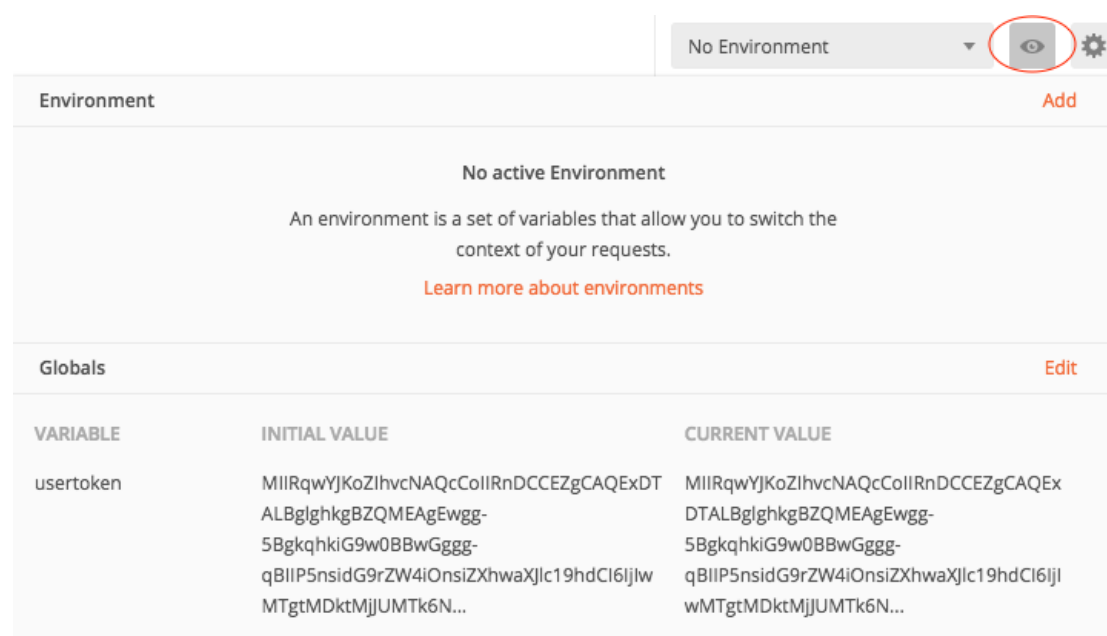 No Environment
Environment
Add
No active Environment
An environment is a set of variables that allow you to switch the
context of your requests.
Learn more about environments
Globals
Edit
VARIABLE
INITIAL VALUE
CURRENT VALUE
usertoken
MIIRqwYJKoZIhvcNAQcCoIIRnDCCEZgCAQExDT
ALBglghkgBZQMEAgEwgg-
5BgkqhkiG9w0BBwGggg-
qBIIP5nsidG9rZW4iOnsiZXhwaXJlc19hdCI6IjIw
MTgtMDktMjJUMTk6N...
MIIRqwYJKoZIhvcNAQcCoIIRnDCCEZgCAQEx
DTALBglghkgBZQMEAgEwgg-
5BgkqhkiG9w0BBwGggg-
qBIIP5nsidG9rZW4iOnsiZXhwaXJlc19hdCI6IjI
wMTgtMDktMjJUMTk6N...